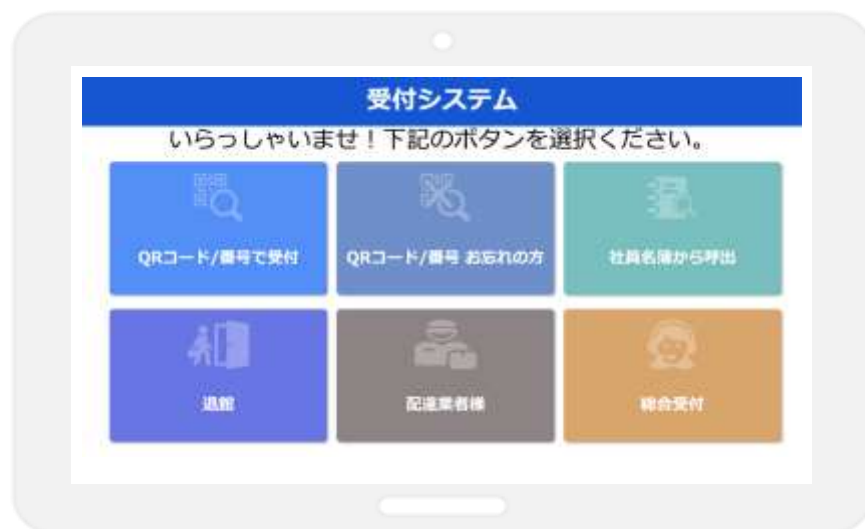 受付システム
いらっしゃいませ！下記のボタンを選択ください。
QRコード/番号で受付
QRコード/番号 お忘れの方
社員名簿から呼出
退館
配達業者様
総合受付